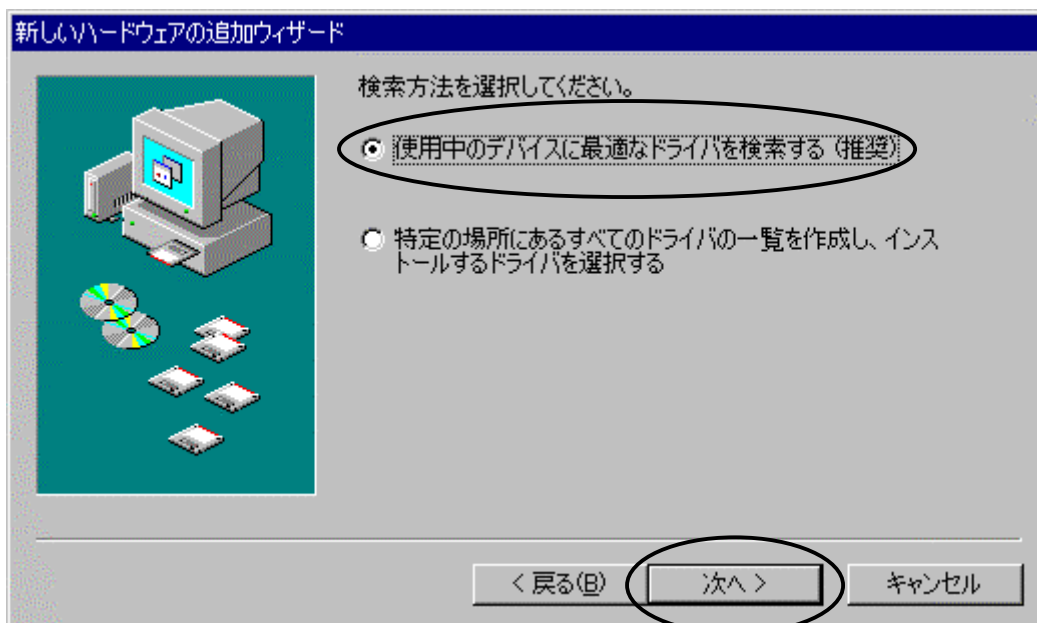 新しいハードウェアの追加ウィザード
検索方法を選択してください。
使用中のデバイスに最適なドライバを検索する (推奨)
特定の場所にあるすべてのドライバの一覧を作成し、インス
トールするドライバを選択する
< 戻る(B)
次へ >
キャンセル